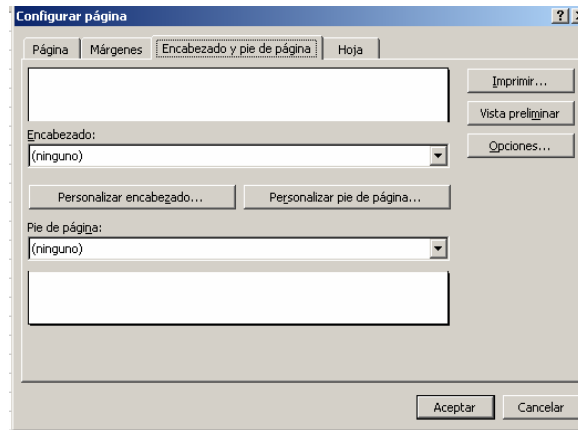 Configurar página
Página Márgenes Encabezado y pie de página Hoja
Imprimir...
Vista preliminar
Encabezado:
Opciones...
(ninguno)
Personalizar encabezado... Personalizar pie de página...
Pie de página:
(ninguno)
Aceptar Cancelar